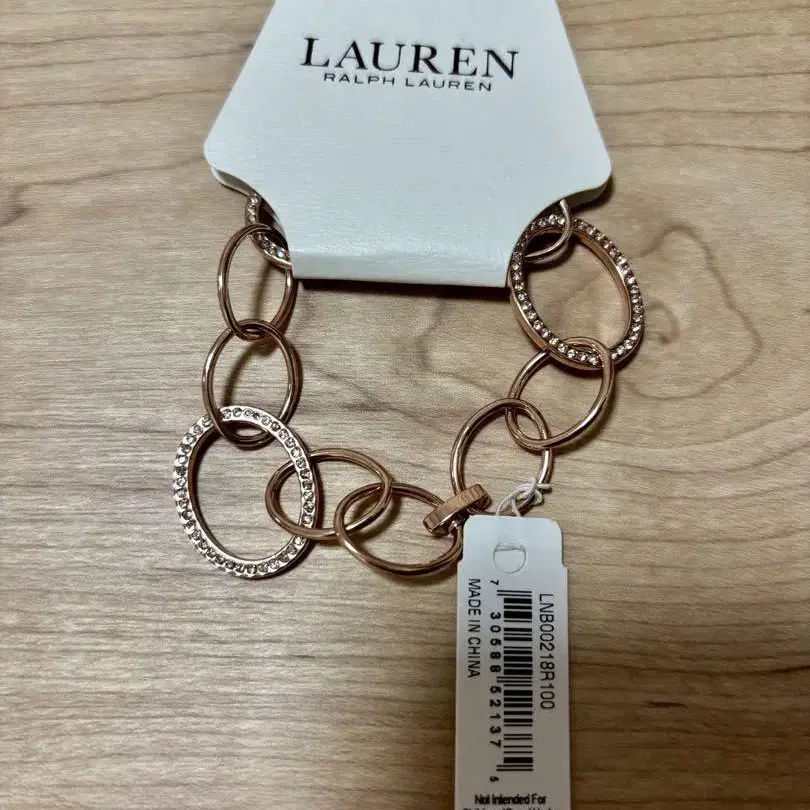 LAUREN
RALPH LAUREN
LNB00218R100
7 30588 52137 5
MADE IN CHINA
Not Intended For